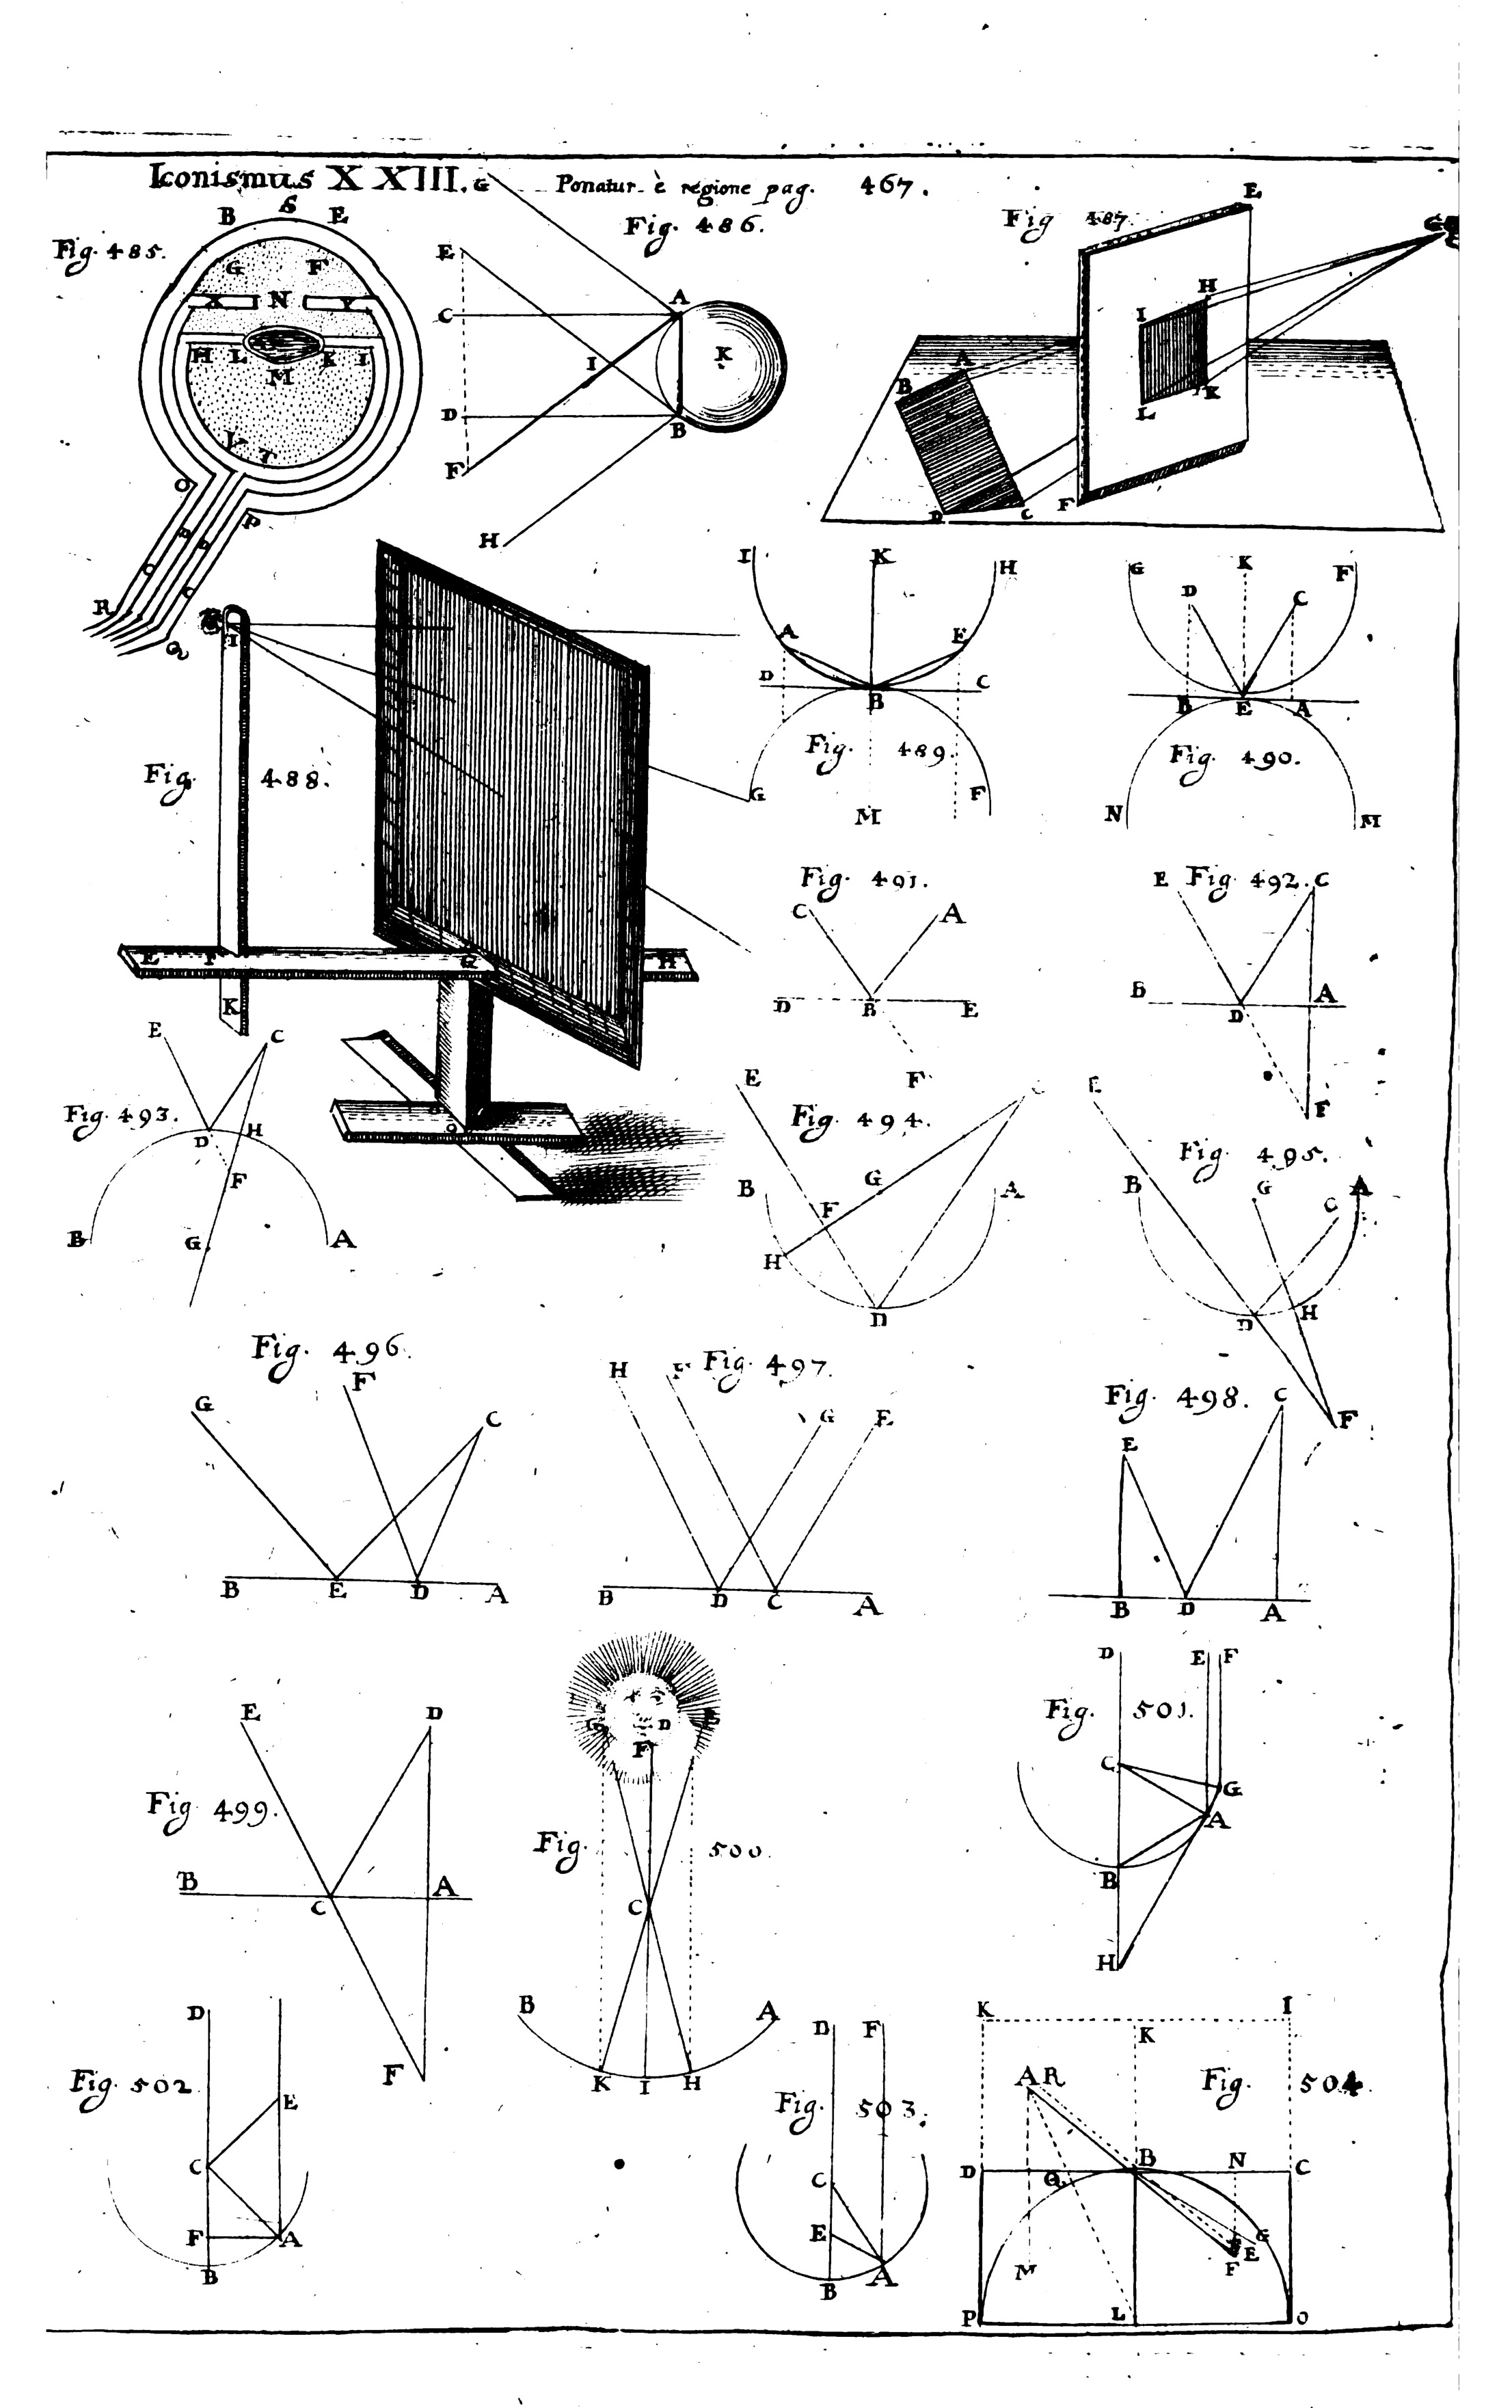 Iconismus XXIII. Ponatur è regione pag. 467.
Fig. 485.
B S E
G F
X N Y
H L K I
M
T
O P
D D
C C
R Q
Fig. 486.
G
E
C A
I K
D B
F
H
Fig 487.
E
H
I
A
B
K
L
D C F
Fig. 488.
I
E F G H
K
Fig. 489.
I K H
A E
D C
B
G F
M
Fig. 490.
G K F
D C
B E A
N M
Fig. 491.
C A
D B E
F
Fig. 492.
E C
B D A
F
Fig. 493.
E C
D H
F
B G A
Fig. 494.
E C
B G A
F
H
D
Fig. 495.
E
B G C A
D H
F
Fig. 496.
G F C
B E D A
Fig. 497.
H F G E
B D C A
Fig. 498.
C
E
B D A
Fig. 499.
E D
B C A
F
Fig. 500.
G D E
F
C
B A
K I H
Fig. 501.
D E F
C
G
A
B
H
Fig. 502
D
E
C
F A
B
Fig. 503.
D F
C
E
A
B
Fig. 504.
K K I
A R
D Q B N C
G
E
F
M
P L O